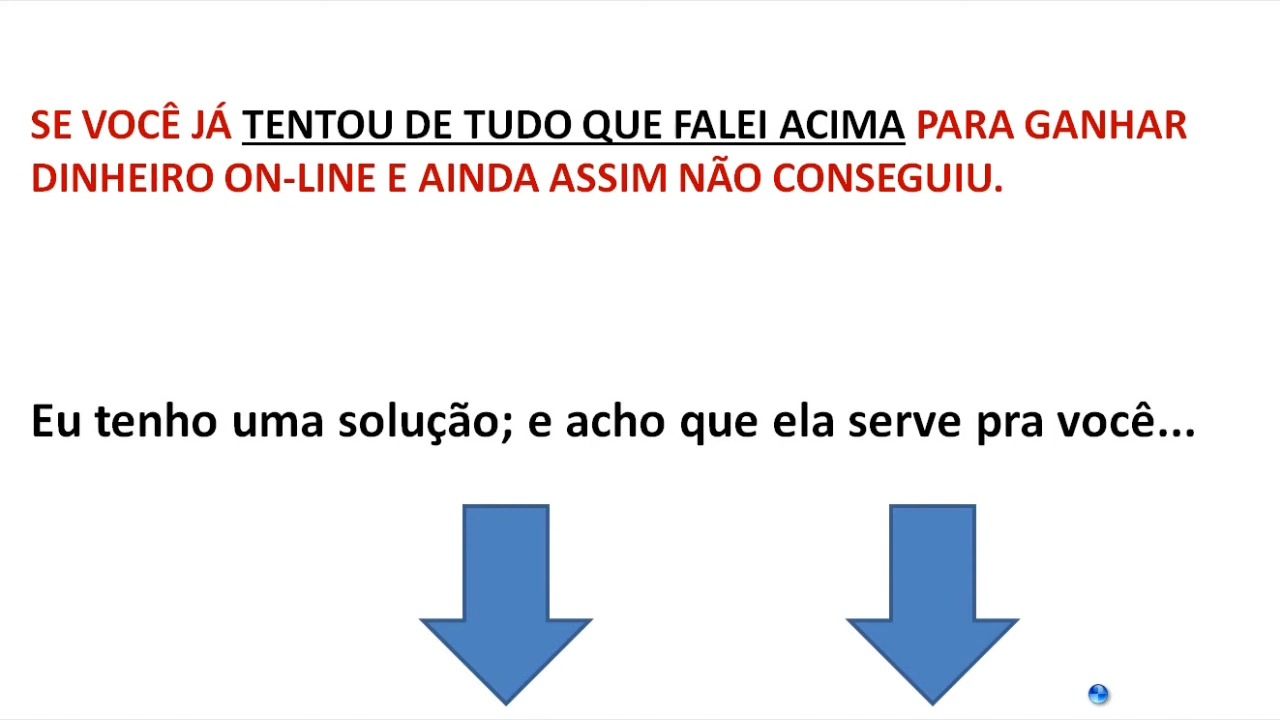 SE VOCÊ JÁ TENTOU DE TUDO QUE FALEI ACIMA PARA GANHAR
DINHEIRO ON-LINE E AINDA ASSIM NÃO CONSEGUIU.
Eu tenho uma solução; e acho que ela serve pra você...